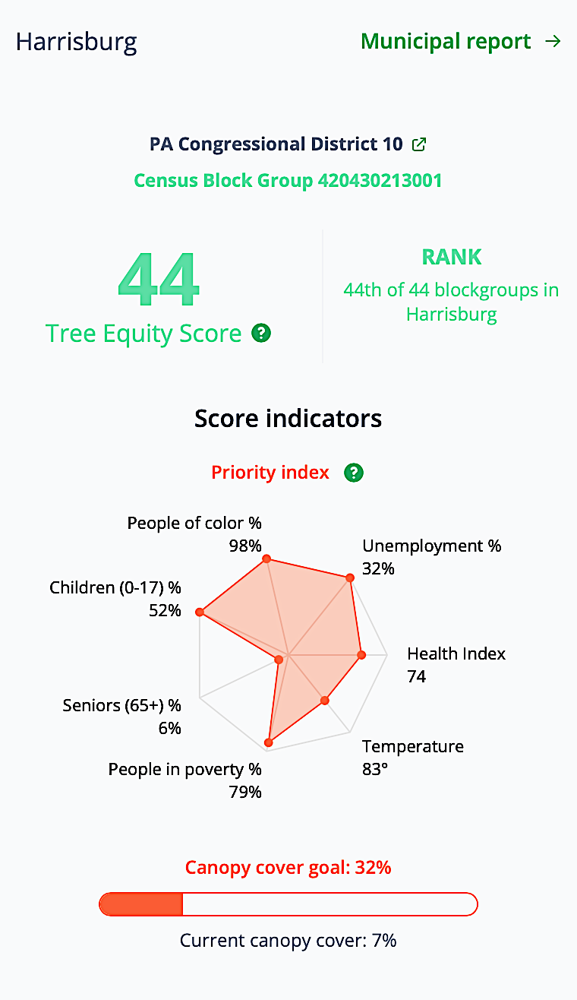 Harrisburg
Municipal report →
PA Congressional District 10
Census Block Group 420430213001
44
Tree Equity Score ?
RANK
44th of 44 blockgroups in
Harrisburg
Score indicators
Priority index ?
People of color %
98%
Unemployment %
32%
Children (0-17) %
52%
Health Index
74
Seniors (65+) %
6%
Temperature
83°
People in poverty %
79%
Canopy cover goal: 32%
Current canopy cover: 7%